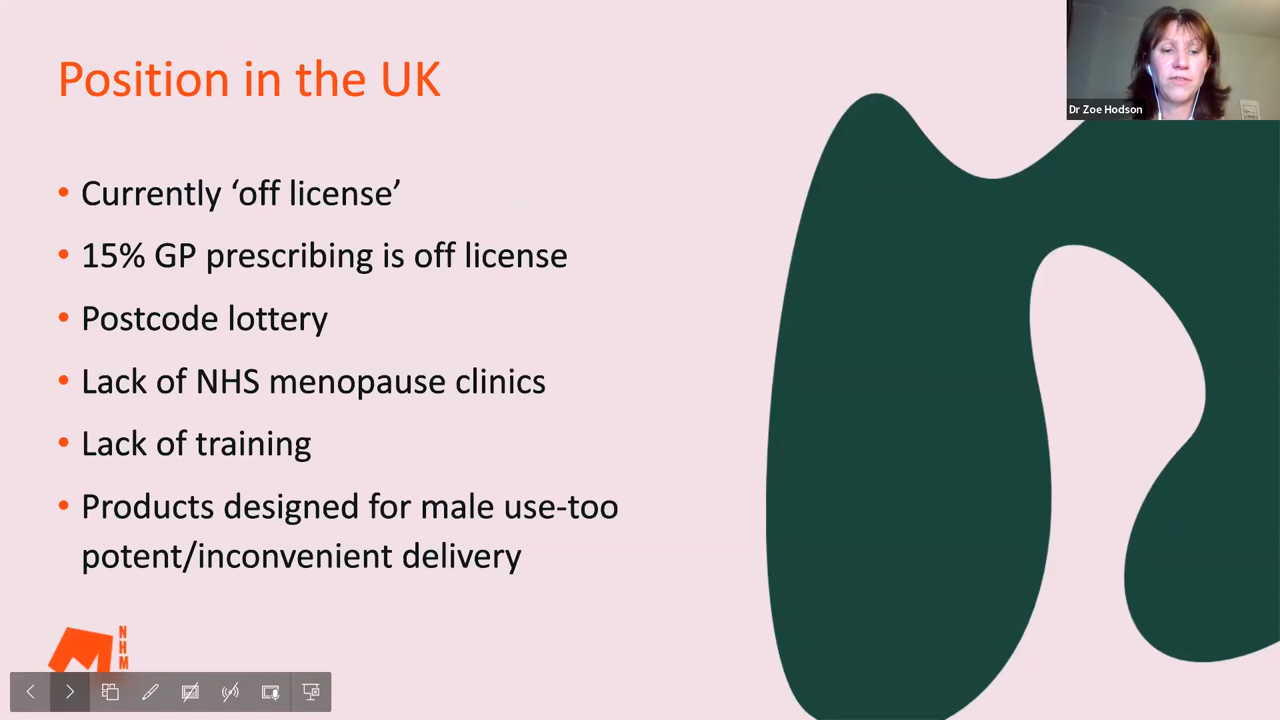 Position in the UK
Dr Zoe Hodson
• Currently ‘off license’
• 15% GP prescribing is off license
• Postcode lottery
• Lack of NHS menopause clinics
• Lack of training
• Products designed for male use-too
potent/inconvenient delivery
NHM